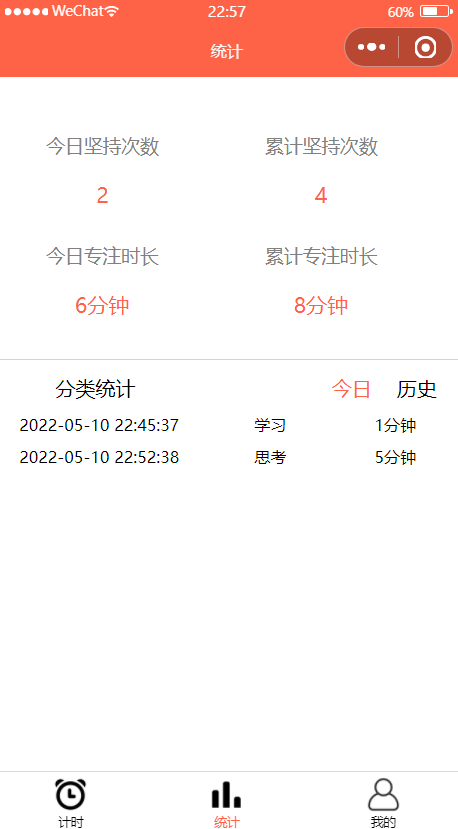 WeChat 22:57 60%
统计
今日坚持次数 累计坚持次数
2 4
今日专注时长 累计专注时长
6分钟 8分钟
分类统计 今日 历史
2022-05-10 22:45:37 学习 1分钟
2022-05-10 22:52:38 思考 5分钟
计时 统计 我的